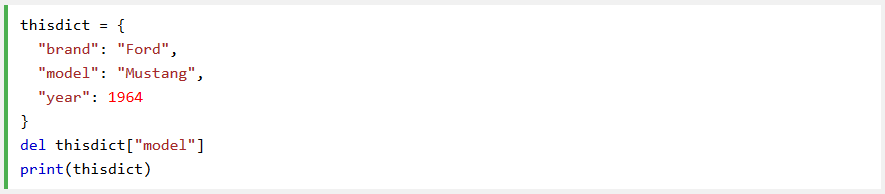 thisdict = {
  "brand": "Ford",
  "model": "Mustang",
  "year": 1964
}
del thisdict["model"]
print(thisdict)